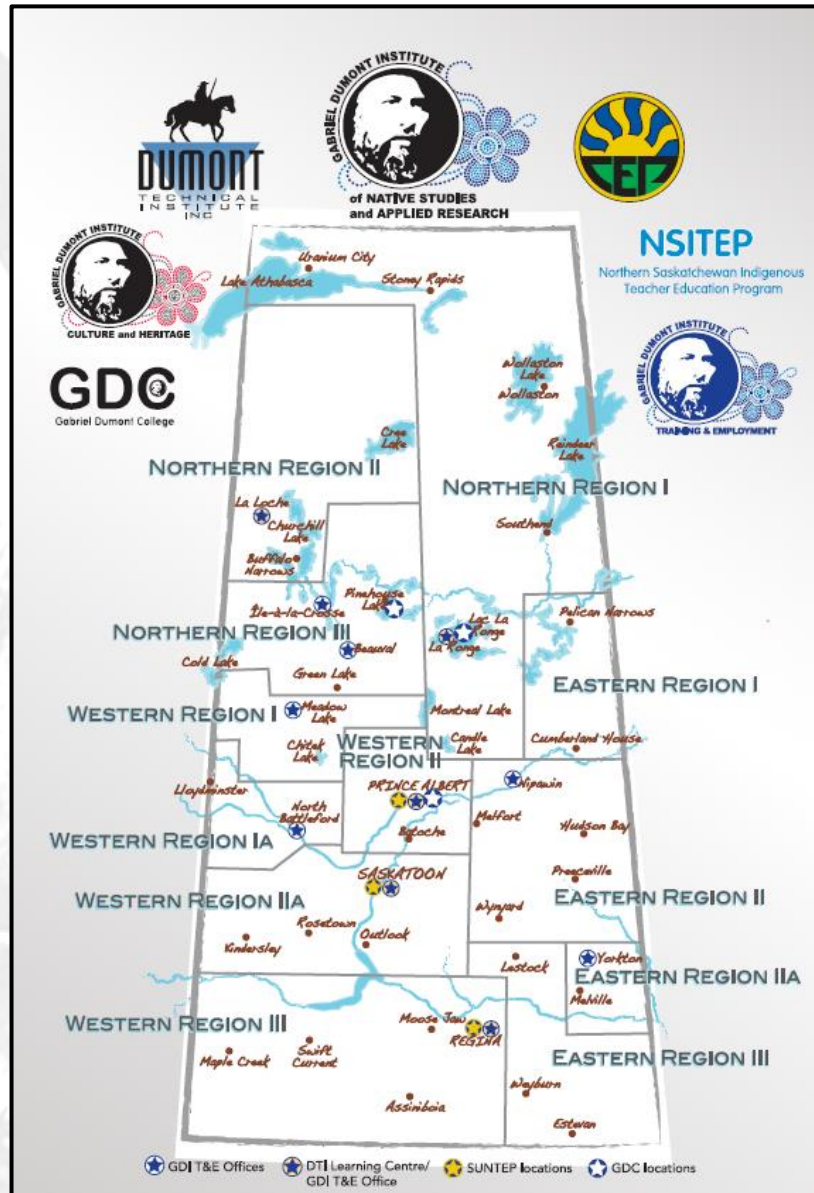 GABRIEL DUMONT INSTITUTE
of NATIVE STUDIES
and APPLIED RESEARCH
DUMONT
TECHNICAL
INSTITUTE
INC
TEP
GABRIEL DUMONT INSTITUTE
CULTURE and HERITAGE
NSITEP
Northern Saskatchewan Indigenous
Teacher Education Program
GDC
Gabriel Dumont College
GABRIEL DUMONT INSTITUTE
TRAINING & EMPLOYMENT
Uranium City
Lake Athabasca
Stoney Rapids
Wollaston
Lake
Wollaston
Cree
Lake
Reindeer
Lake
NORTHERN REGION II
NORTHERN REGION I
La Loche
Churchill
Lake
Southend
Buffalo
Narrows
Pinehouse
Lake
Île-à-la-Crosse
Lac La
Ronge
La Ronge
Pelican Narrows
NORTHERN REGION III
Beauval
Cold Lake
Green Lake
EASTERN REGION I
WESTERN REGION I
Meadow
Lake
Montreal Lake
Chitek
Lake
WESTERN
REGION II
Candle
Lake
Cumberland House
Lloydminster
PRINCE ALBERT
Nipawin
North
Battleford
Batoche
Melfort
Hudson Bay
WESTERN REGION IA
Preeceville
SASKATOON
WESTERN REGION IIA
EASTERN REGION II
Wynyard
Rosetown
Kindersley
Outlook
Lestock
Yorkton
EASTERN REGION IIA
Melville
WESTERN REGION III
Moose Jaw
REGINA
Maple Creek
Swift
Current
EASTERN REGION III
Weyburn
Assiniboia
Estevan
GDI T&E Offices
DTI Learning Centre/
GDI T&E Office
SUNTEP locations
GDC locations